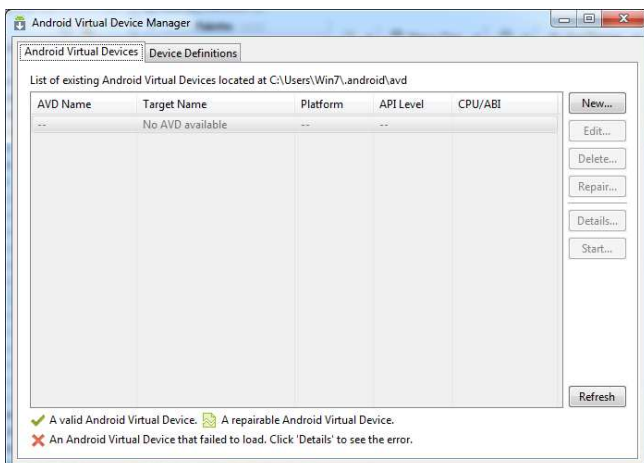 Android Virtual Device Manager
Android Virtual Devices
Device Definitions
List of existing Android Virtual Devices located at C:\Users\Win7\.android\avd
AVD Name Target Name Platform API Level CPU/ABI
-- No AVD available -- --
New...
Edit...
Delete...
Repair...
Details...
Start...
Refresh
A valid Android Virtual Device. A repairable Android Virtual Device.
An Android Virtual Device that failed to load. Click 'Details' to see the error.